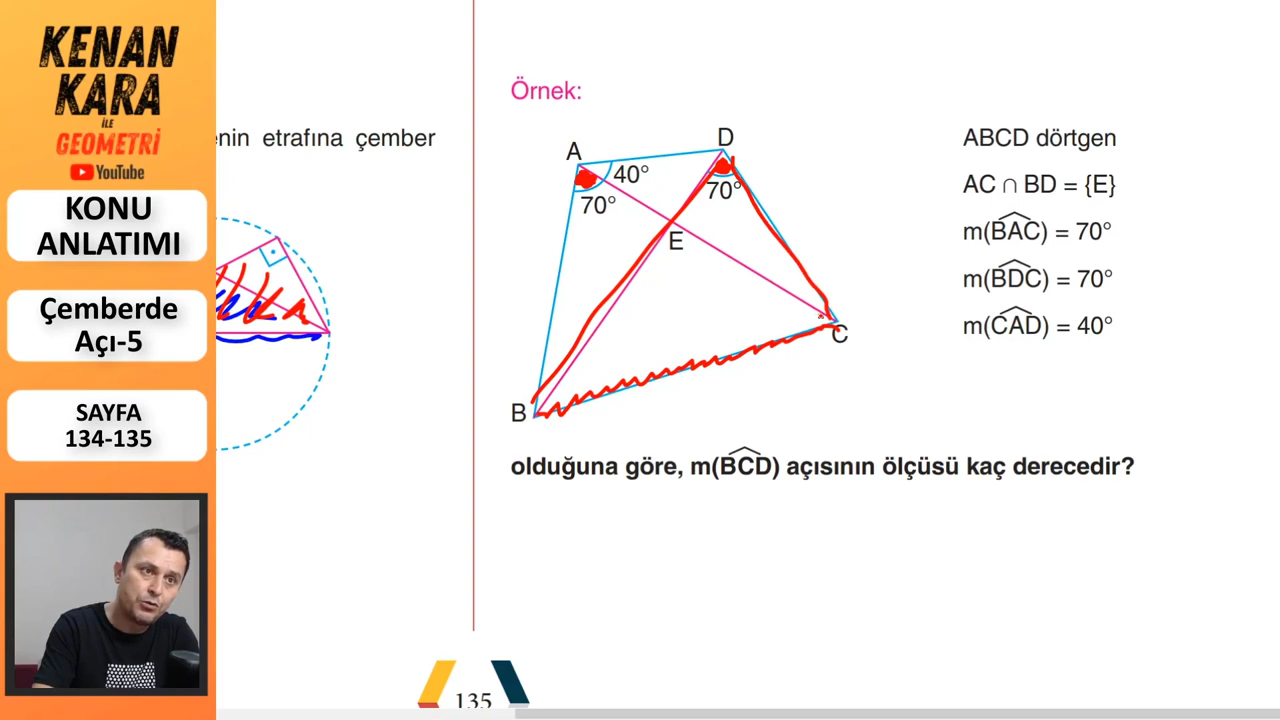 KENAN
KARA
İLE
GEOMETRİ
YouTube
KONU
ANLATIMI
Çemberde
Açı-5
SAYFA
134-135
etrafına çember
Örnek:
A
D
40°
70°
70°
E
C
B
ABCD dörtgen
AC ∩ BD = {E}
m(BAC) = 70°
m(BDC) = 70°
m(CAD) = 40°
olduğuna göre, m(BCD) açısının ölçüsü kaç derecedir?
135